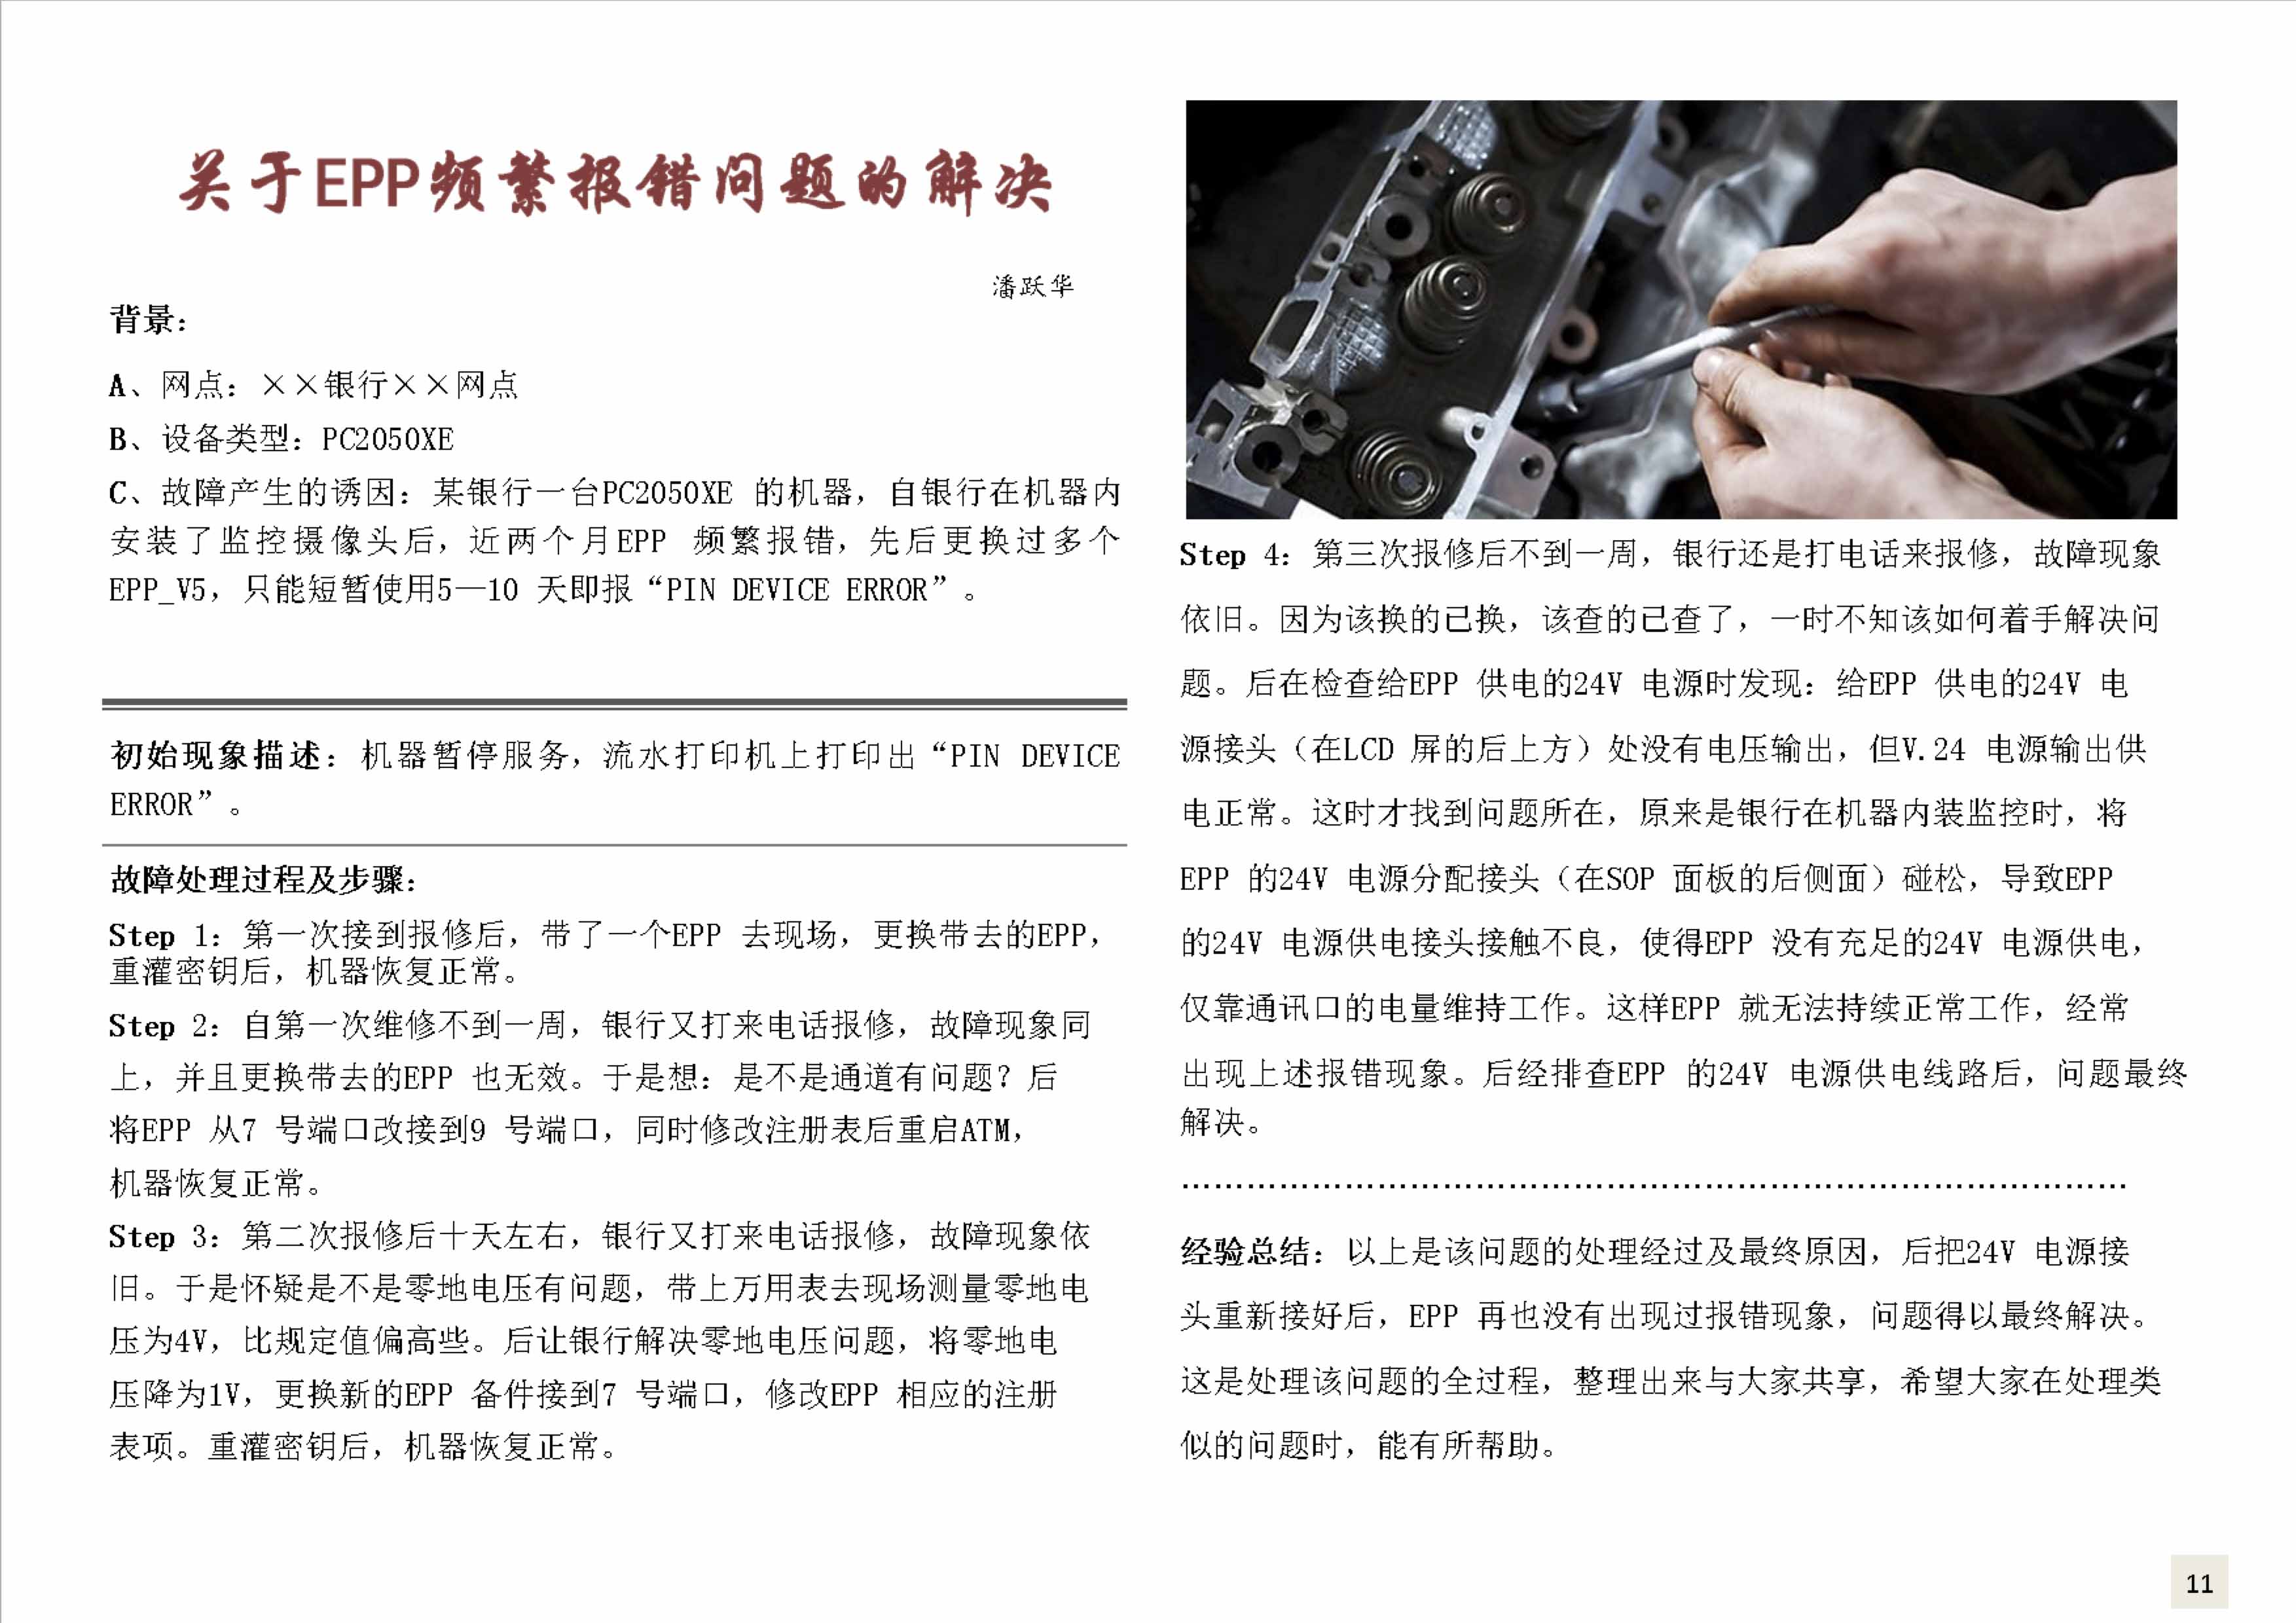 关于EPP频繁报错问题的解决
潘跃华
背景：
A、网点：××银行××网点
B、设备类型：PC2050XE
C、故障产生的诱因：某银行一台PC2050XE 的机器，自银行在机器内
安装了监控摄像头后，近两个月EPP 频繁报错，先后更换过多个
EPP_V5，只能短暂使用5—10 天即报“PIN DEVICE ERROR”。
初始现象描述：机器暂停服务，流水打印机上打印出“PIN DEVICE
ERROR”。
故障处理过程及步骤：
Step 1：第一次接到报修后，带了一个EPP 去现场，更换带去的EPP，
重灌密钥后，机器恢复正常。
Step 2：自第一次维修不到一周，银行又打来电话报修，故障现象同
上，并且更换带去的EPP 也无效。于是想：是不是通道有问题？后
将EPP 从7 号端口改接到9 号端口，同时修改注册表后重启ATM，
机器恢复正常。
Step 3：第二次报修后十天左右，银行又打来电话报修，故障现象依
旧。于是怀疑是不是零地电压有问题，带上万用表去现场测量零地电
压为4V，比规定值偏高些。后让银行解决零地电压问题，将零地电
压降为1V，更换新的EPP 备件接到7 号端口，修改EPP 相应的注册
表项。重灌密钥后，机器恢复正常。
Step 4：第三次报修后不到一周，银行还是打电话来报修，故障现象
依旧。因为该换的已换，该查的已查了，一时不知该如何着手解决问
题。后在检查给EPP 供电的24V 电源时发现：给EPP 供电的24V 电
源接头（在LCD 屏的后上方）处没有电压输出，但V.24 电源输出供
电正常。这时才找到问题所在，原来是银行在机器内装监控时，将
EPP 的24V 电源分配接头（在SOP 面板的后侧面）碰松，导致EPP
的24V 电源供电接头接触不良，使得EPP 没有充足的24V 电源供电，
仅靠通讯口的电量维持工作。这样EPP 就无法持续正常工作，经常
出现上述报错现象。后经排查EPP 的24V 电源供电线路后，问题最终
解决。
经验总结：以上是该问题的处理经过及最终原因，后把24V 电源接
头重新接好后，EPP 再也没有出现过报错现象，问题得以最终解决。
这是处理该问题的全过程，整理出来与大家共享，希望大家在处理类
似的问题时，能有所帮助。
11